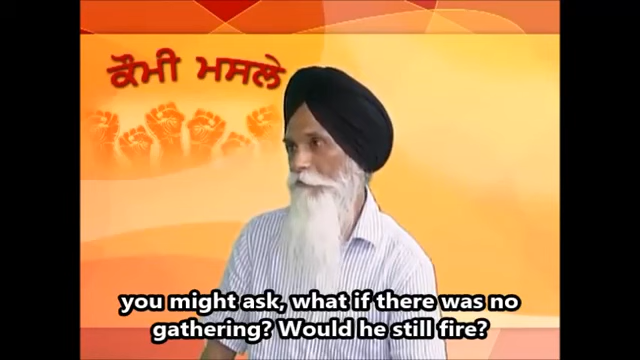 ਕੌਮੀ ਮਸਲੇ
you might ask, what if there was no
gathering? Would he still fire?